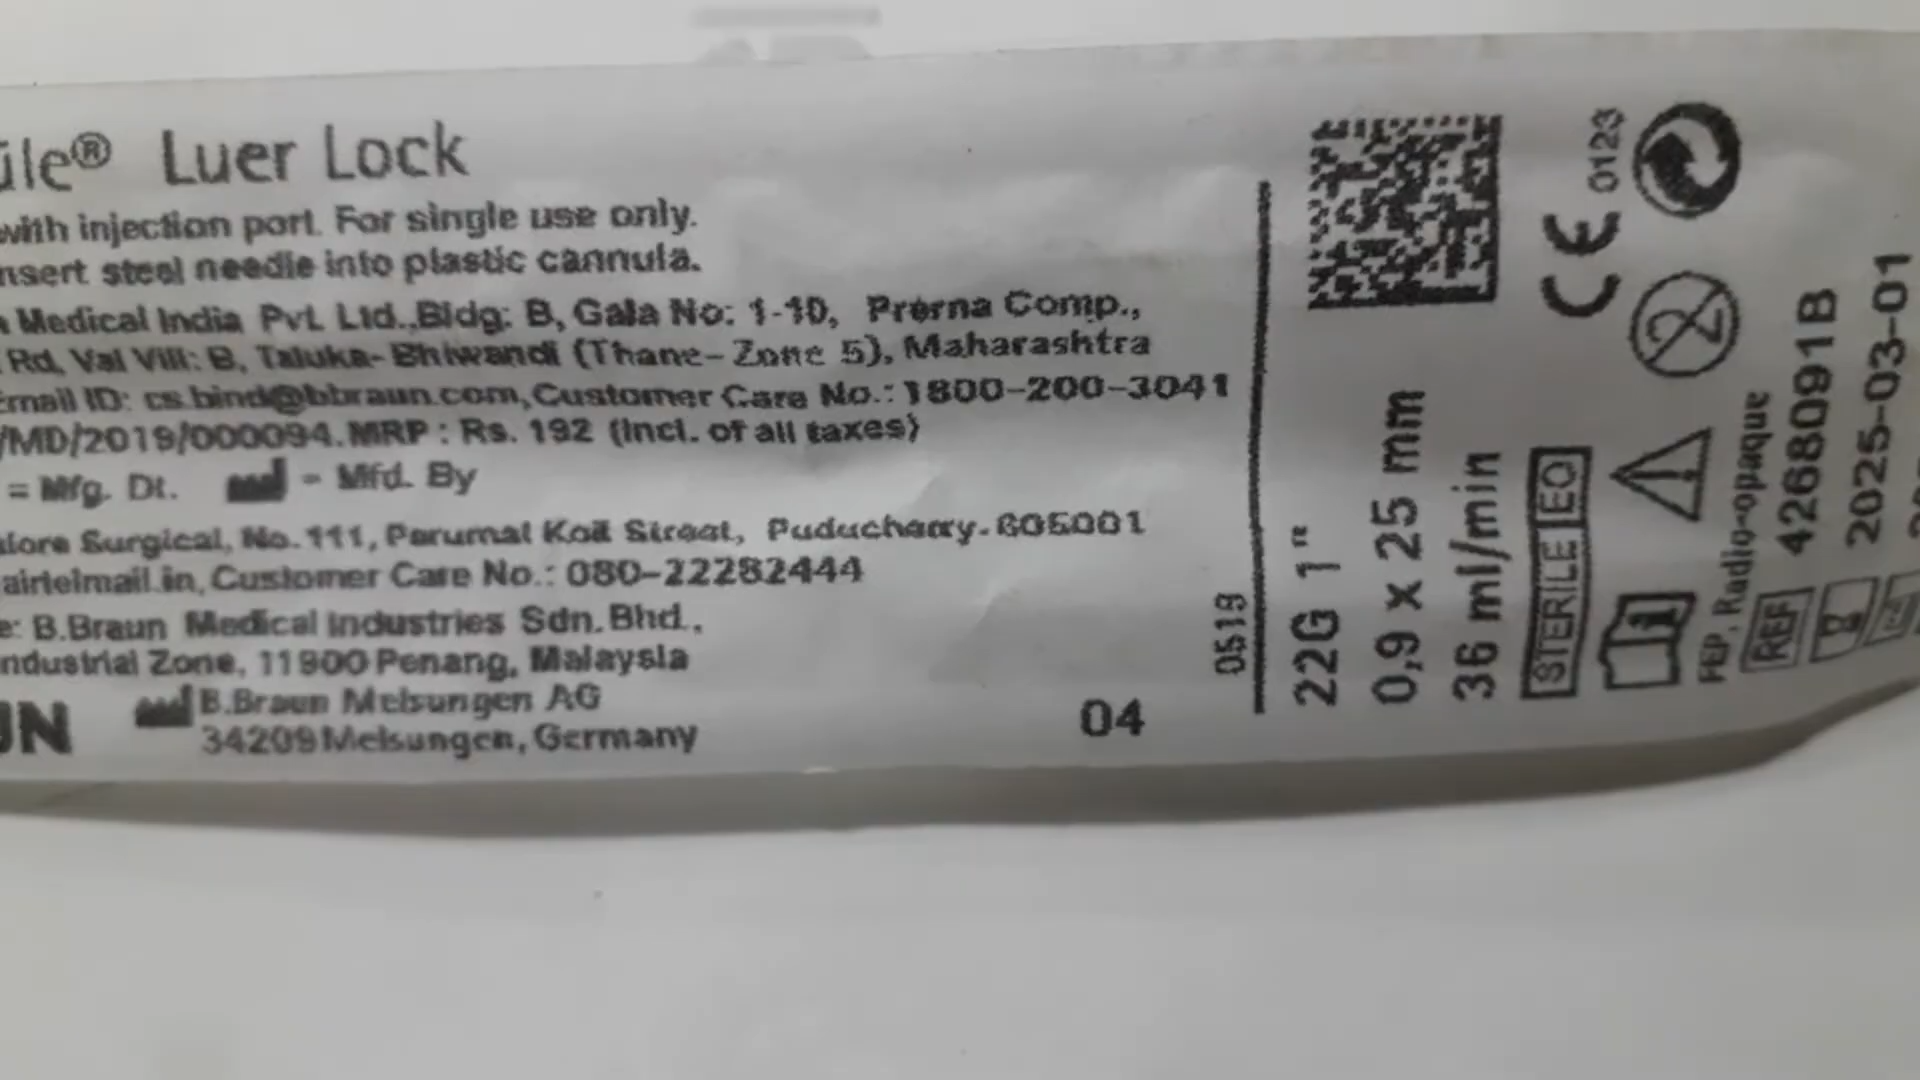 üle® Luer Lock
with injection port. For single use only.
nsert steel needle into plastic cannula.
Medical India Pvt. Ltd.,Bldg: B, Gala No: 1-10, Prerna Comp.,
Rd, Val Vill: B, Taluka- Bhiwandi (Thane-Zone 5), Maharashtra
Email ID: cs.bind@bbraun.com, Customer Care No.: 1800-200-3041
/MD/2019/000094. MRP : Rs. 192 (Incl. of all taxes)
= Mfg. Dt. - Mfd. By
alore Surgical, No. 111, Perumal Koil Street, Puducherry-605001
airtelmail.in, Customer Care No.: 080-22282444
e: B.Braun Medical Industries Sdn. Bhd.,
ndustrial Zone, 11900 Penang, Malaysia
UN
B.Braun Melsungen AG
34209 Melsungen, Germany
04
0519
22G 1"
0,9 x 25 mm
36 ml/min
STERILE EO
CE 0123
2
FEP, Radio-opaque
REF 4268091B
2025-03-01